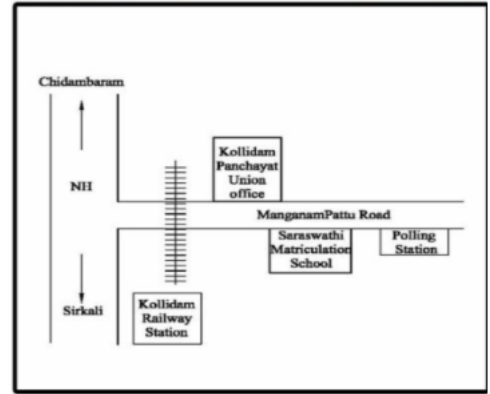 Chidambaram
NH
Sirkali
Kollidam
Panchayat
Union
office
ManganamPattu Road
Saraswathi
Matriculation
School
Polling
Station
Kollidam
Railway
Station